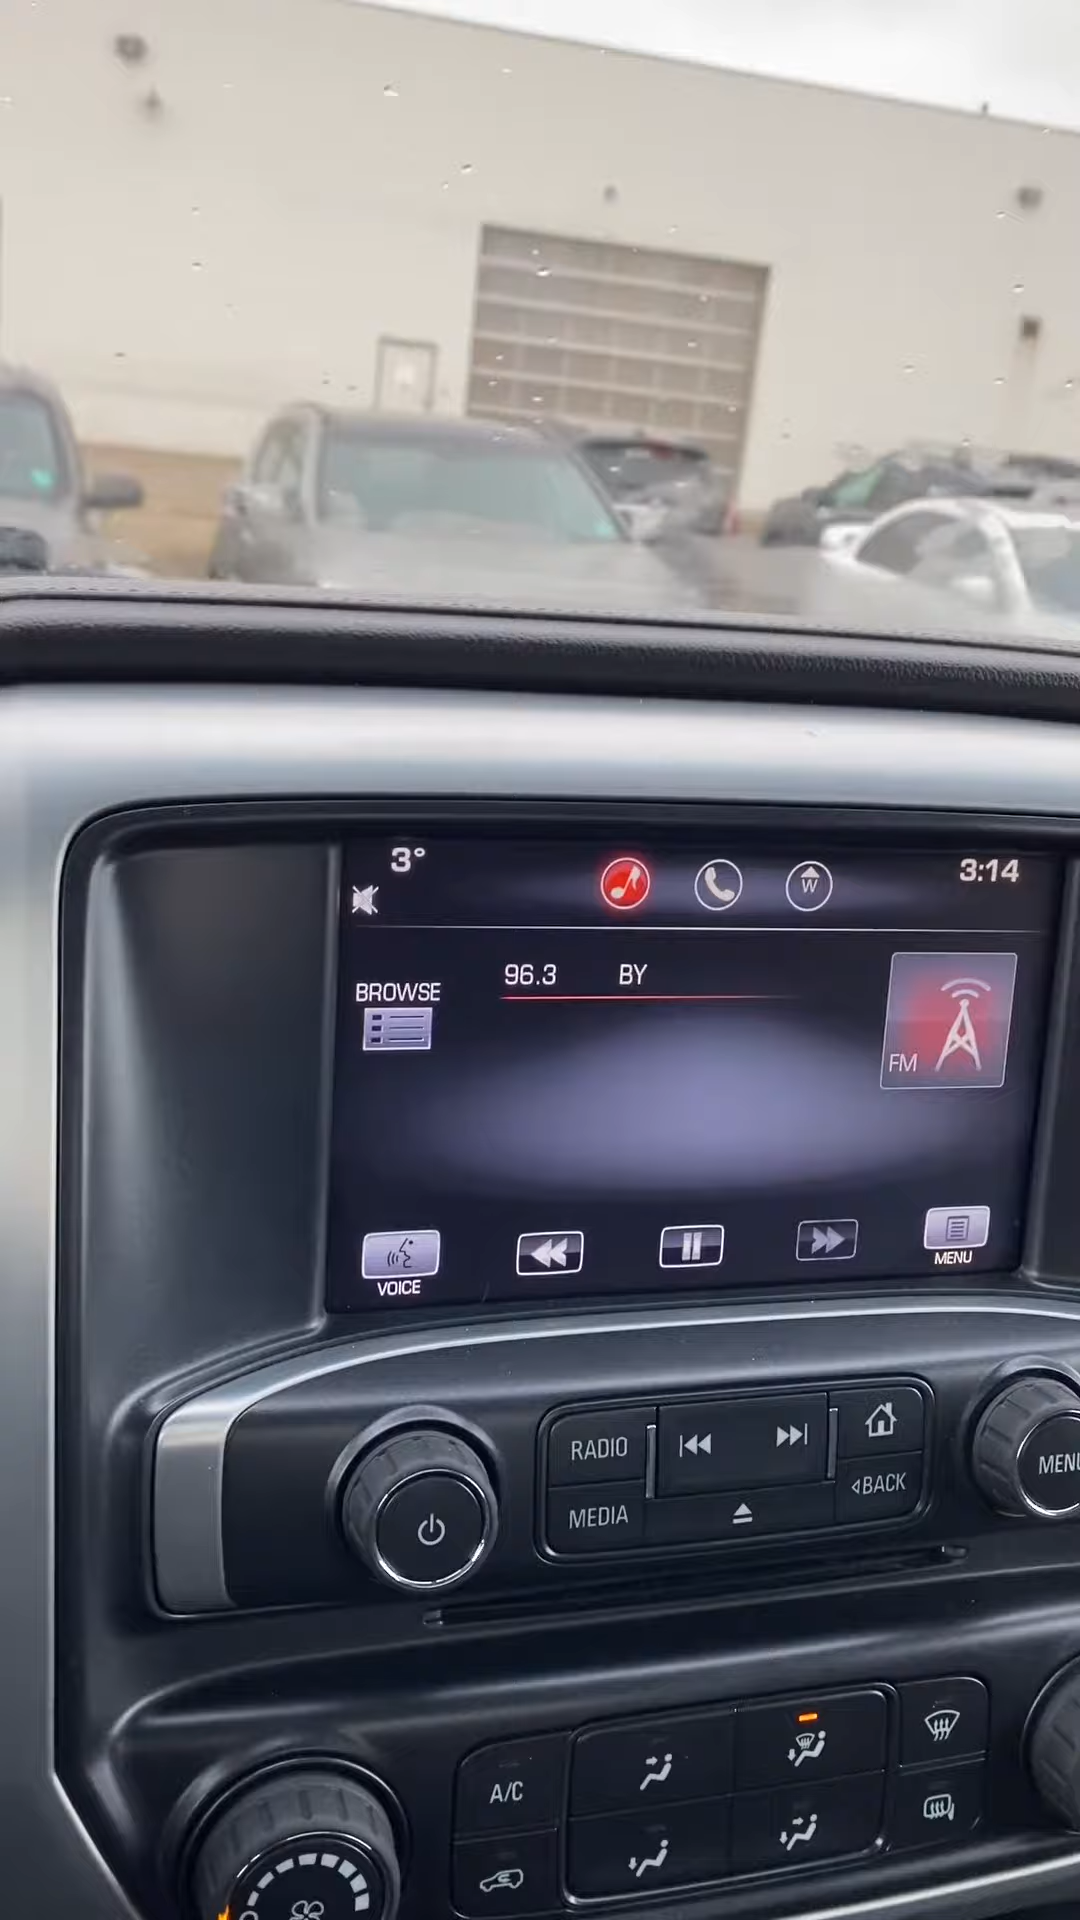 3°
W
3:14
96.3 BY
BROWSE
FM
VOICE
MENU
RADIO
MEDIA
BACK
MENU
A/C